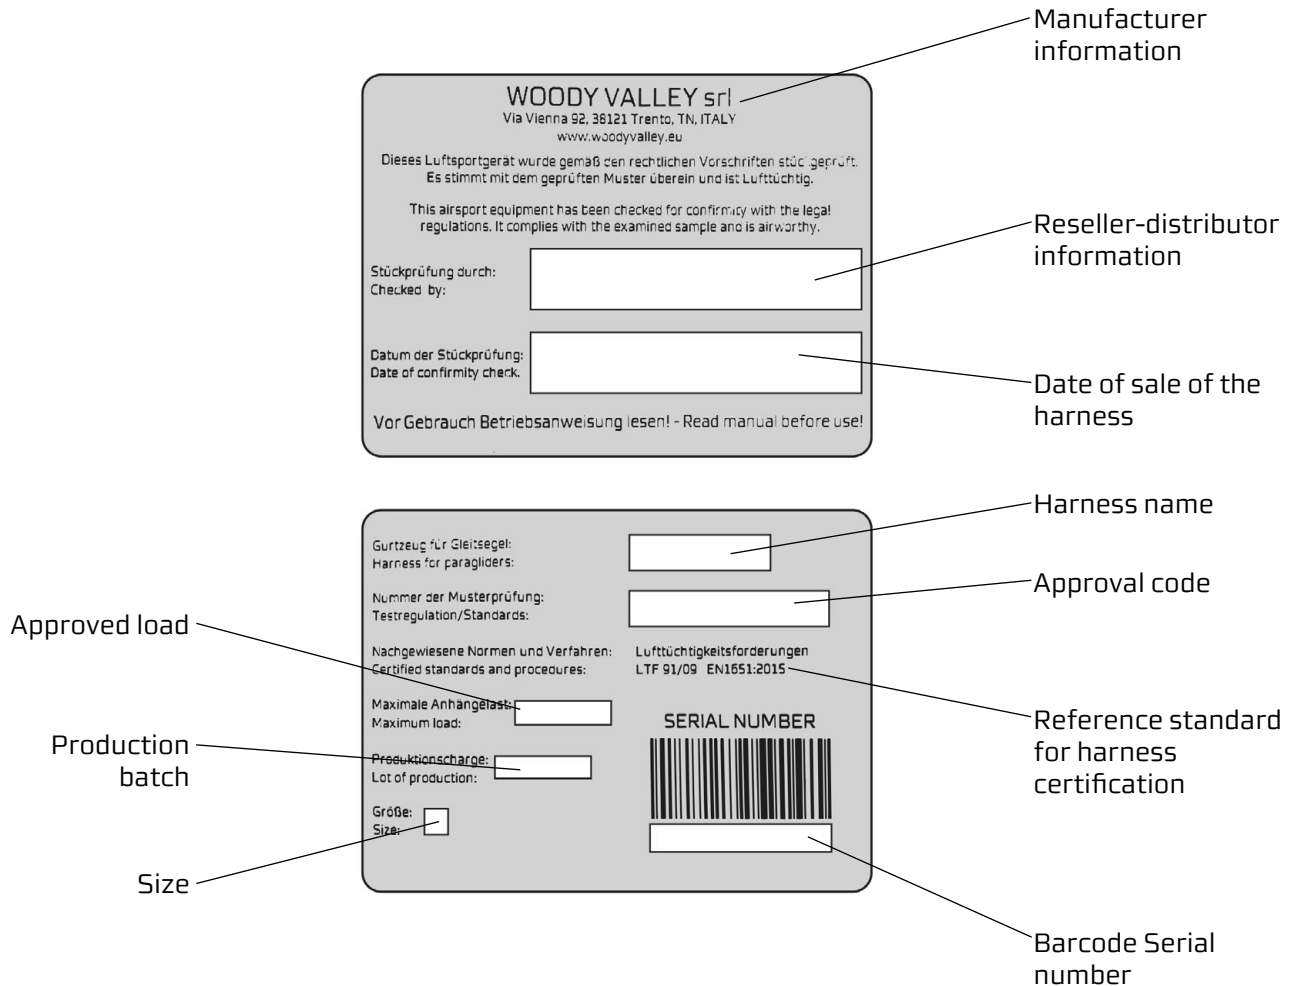 Manufacturer
information
WOODY VALLEY srl
Via Vienna 92, 38121 Trento, TN, ITALY
www.woodyvalley.eu
Dieses Luftsportgerät wurde gemäß den rechtlichen Vorschriften stückgeprüft.
Es stimmt mit dem geprüften Muster überein und ist Lufttüchtig.
This airsport equipment has been checked for confirmity with the legal
regulations. It complies with the examined sample and is airworthy.
Reseller-distributor
information
Stückprüfung durch:
Checked by:
Datum der Stückprüfung:
Date of confirmity check.
Date of sale of the
harness
Vor Gebrauch Betriebsanweisung lesen! - Read manual before use!
Harness name
Gurtzeug für Gleitsegel:
Harness for paragliders:
Approval code
Nummer der Musterprüfung:
Testregulation/Standards:
Approved load
Nachgewiesene Normen und Verfahren: Lufttüchtigkeitsforderungen
Certified standards and procedures: LTF 91/09 EN1651:2015
Maximale Anhängelast:
Maximum load:
SERIAL NUMBER
Reference standard
for harness
certification
Production
batch
Produktionscharge:
Lot of production:
Größe:
Size:
Size
Barcode Serial
number